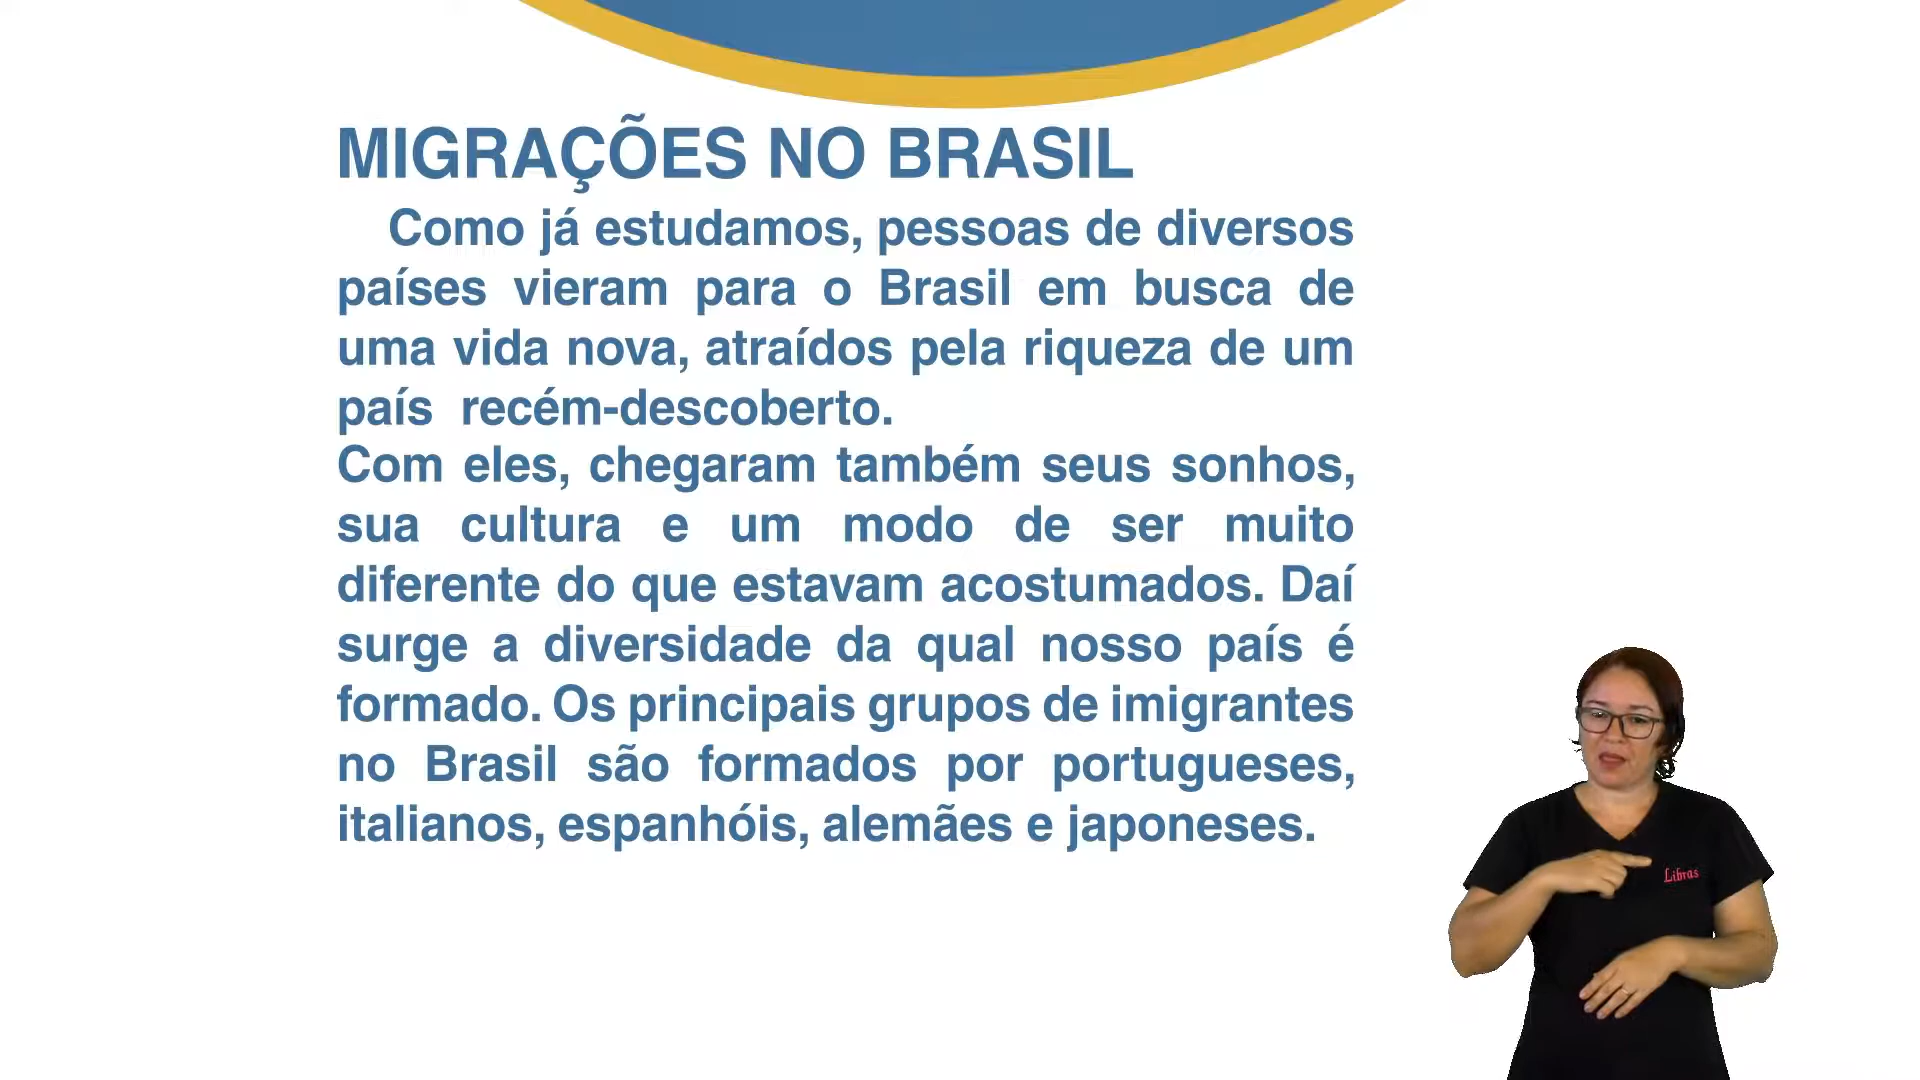 MIGRAÇÕES NO BRASIL
Como já estudamos, pessoas de diversos
países vieram para o Brasil em busca de
uma vida nova, atraídos pela riqueza de um
país recém-descoberto.
Com eles, chegaram também seus sonhos,
sua cultura e um modo de ser muito
diferente do que estavam acostumados. Daí
surge a diversidade da qual nosso país é
formado. Os principais grupos de imigrantes
no Brasil são formados por portugueses,
italianos, espanhóis, alemães e japoneses.
Libras